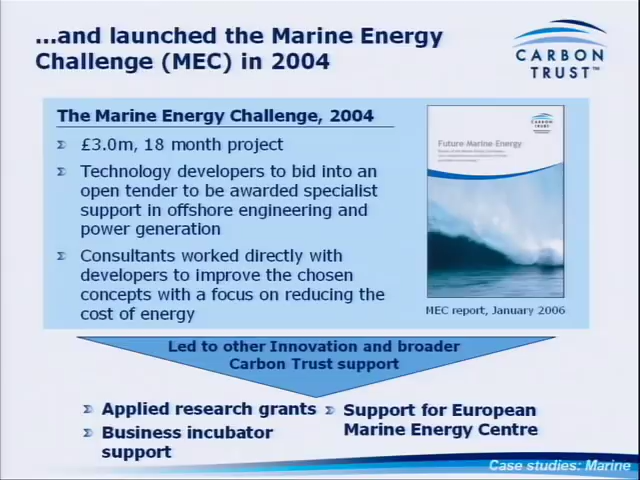 ...and launched the Marine Energy
Challenge (MEC) in 2004
CARBON
TRUST™
The Marine Energy Challenge, 2004
£3.0m, 18 month project
Technology developers to bid into an
open tender to be awarded specialist
support in offshore engineering and
power generation
Consultants worked directly with
developers to improve the chosen
concepts with a focus on reducing the
cost of energy
CARBON
TRUST
Future Marine Energy
MEC report, January 2006
Led to other Innovation and broader
Carbon Trust support
Applied research grants
Business incubator
support
Support for European
Marine Energy Centre
Case studies: Marine